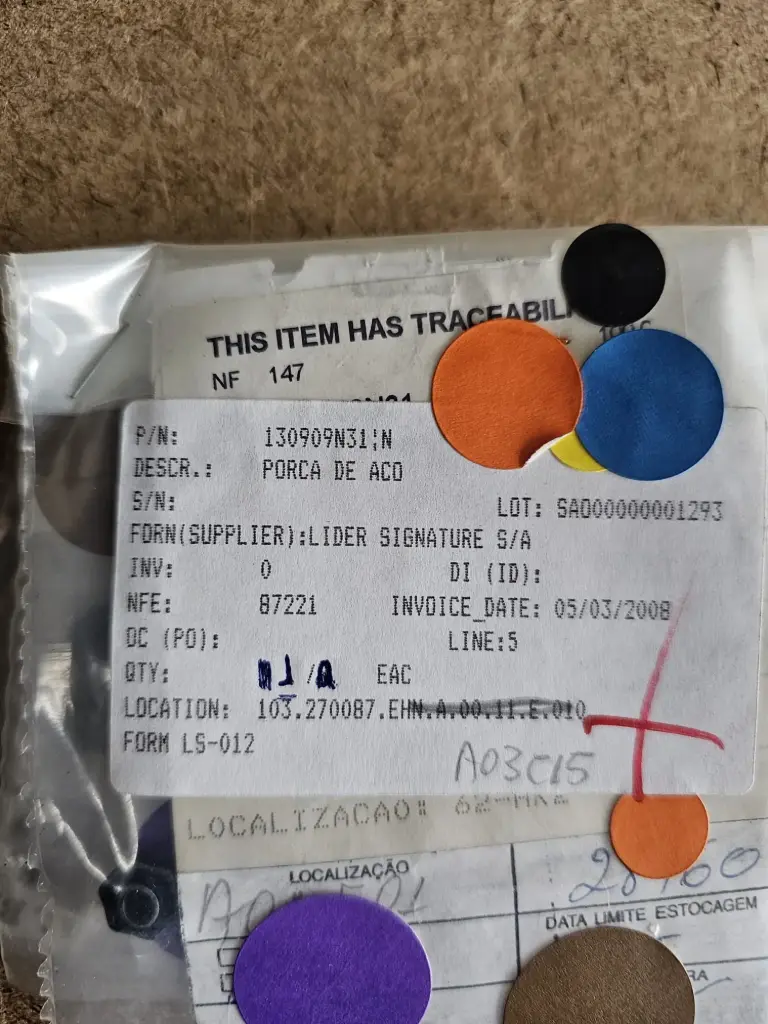 THIS ITEM HAS TRACEABIL
NF 147
P/N: 130909N31;N
DESCR.: PORCA DE ACO
S/N:
LOT: SAO00000001293
FORN(SUPPLIER):LIDER SIGNATURE S/A
INV: 0 DI (ID):
NFE: 87221 INVOICE_DATE: 05/03/2008
OC (PO): LINE:5
QTY: EAC
LOCATION: 103.270087.EHN.A.00.11.E.010
FORM LS-012
A03C15
LOCALIZACAO:
LOCALIZAÇÃO
DATA LIMITE ESTOCAGEM